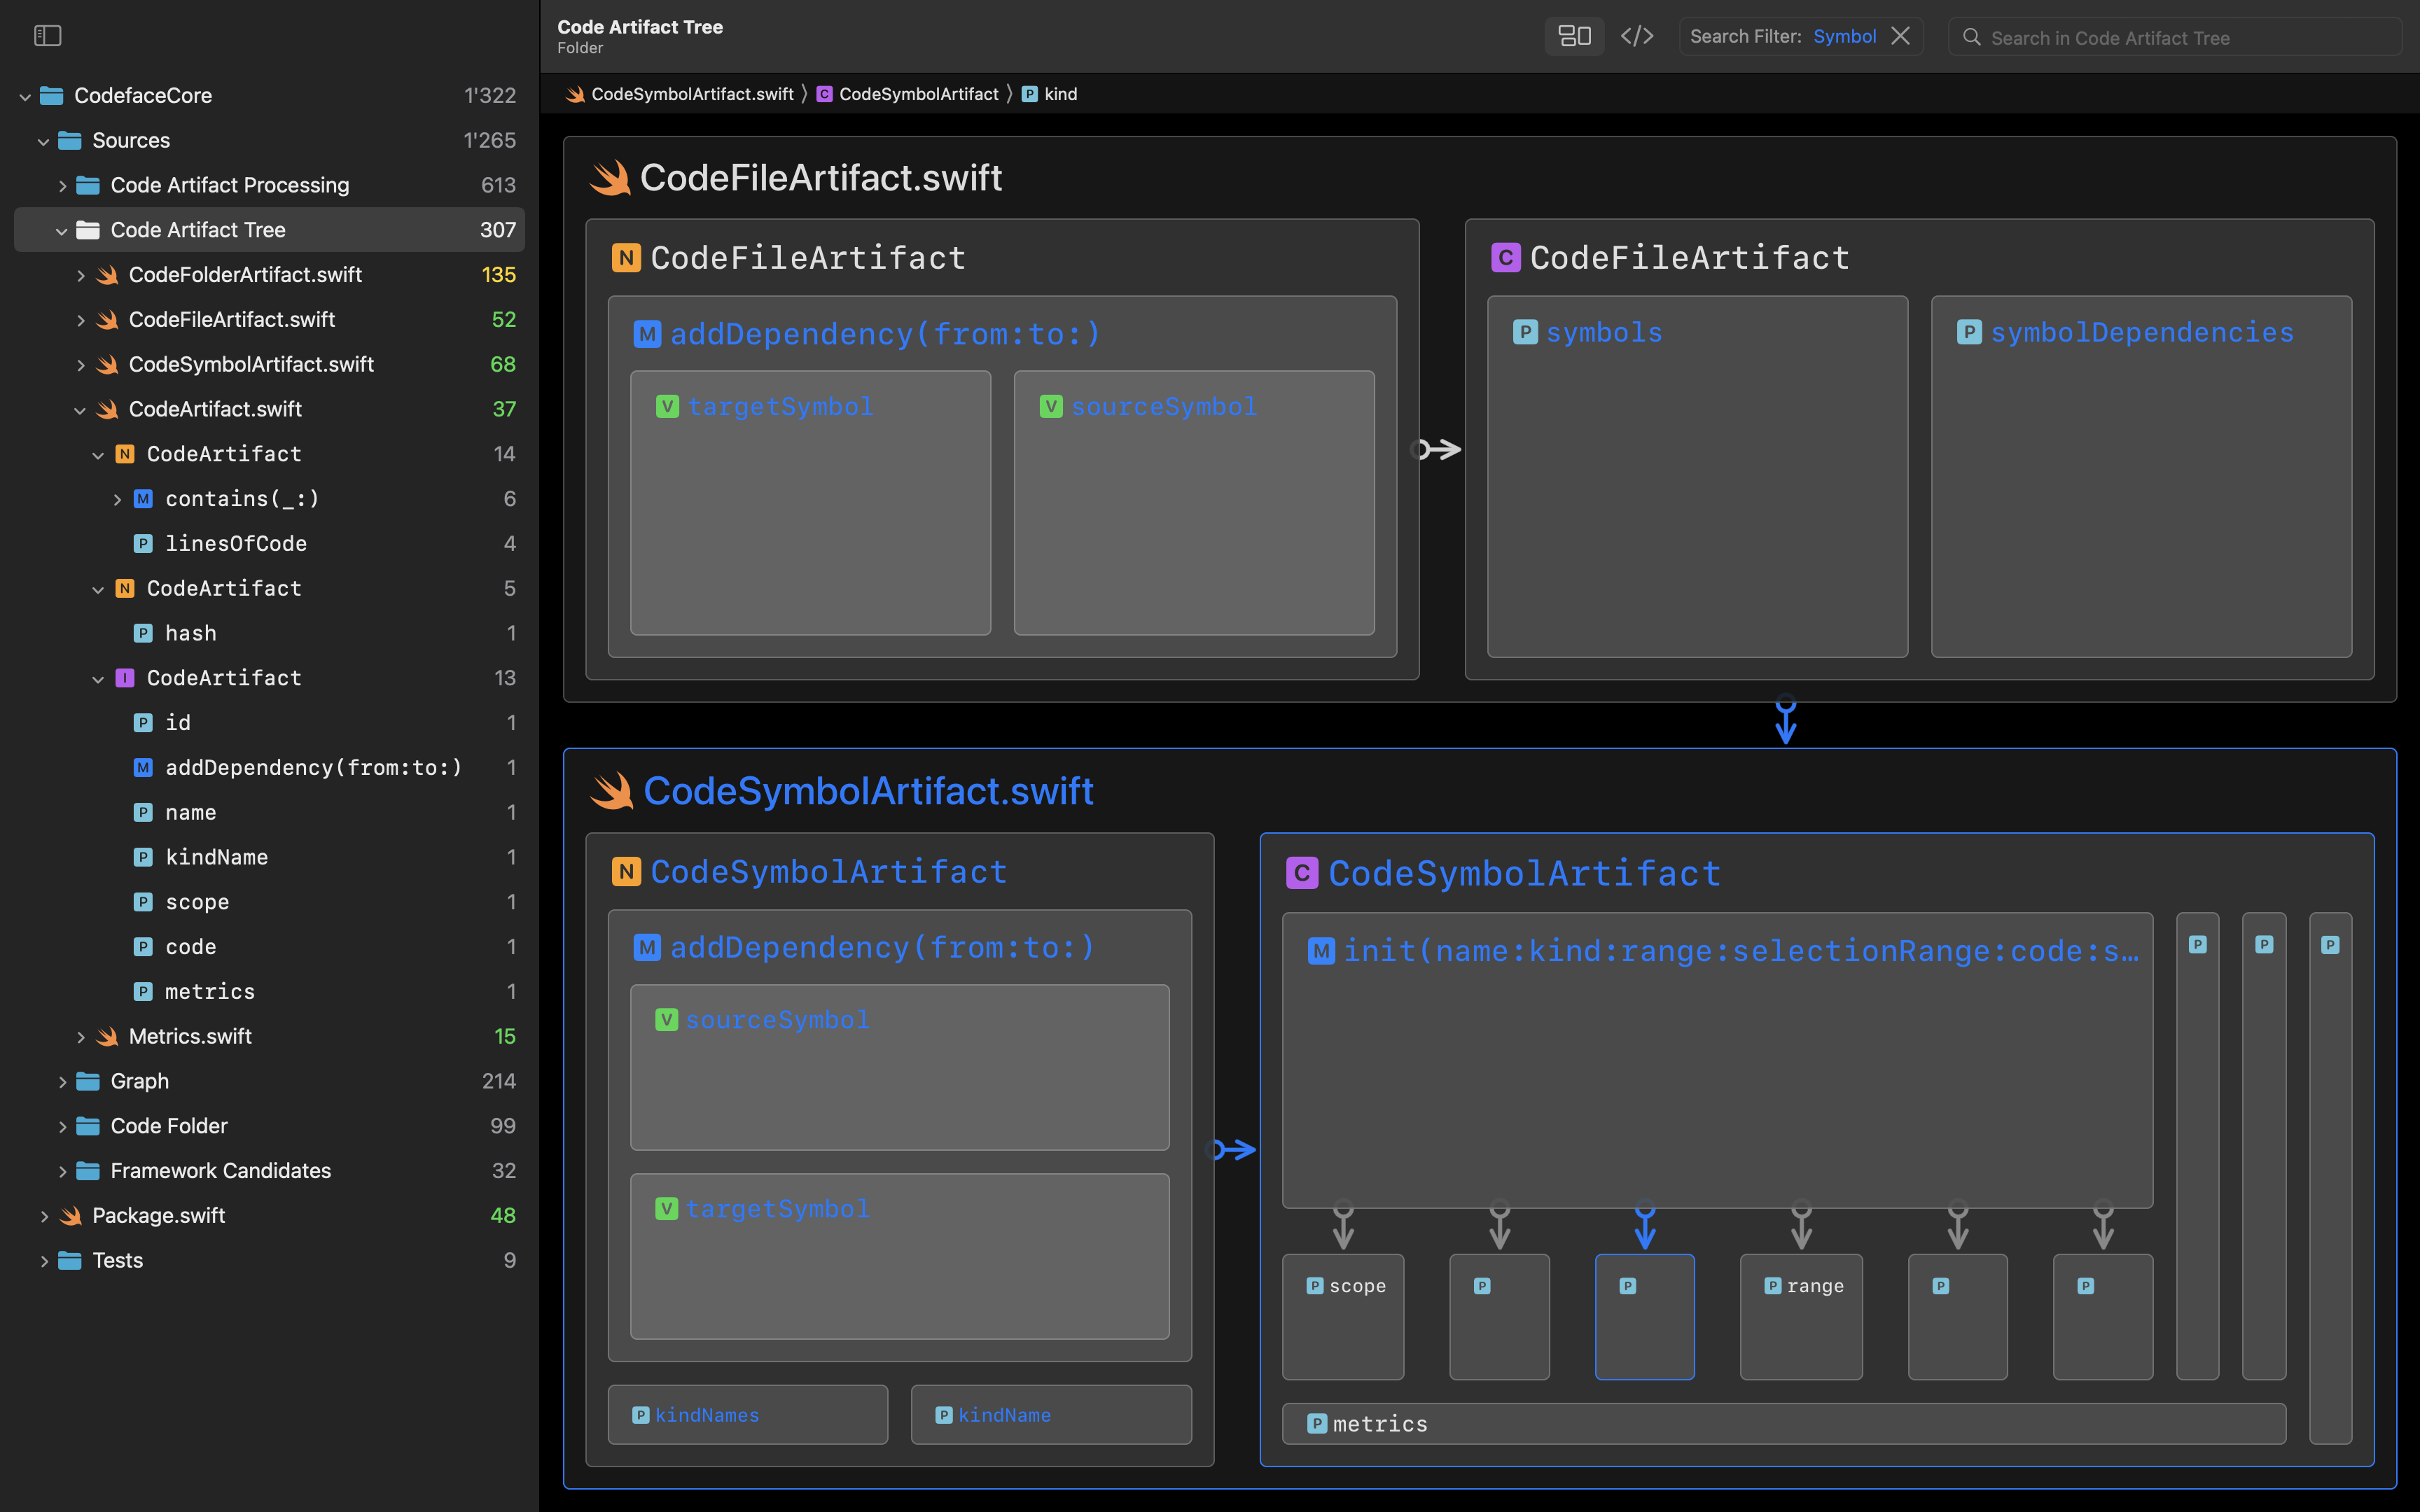 Code Artifact Tree
Folder
</>
Search Filter: Symbol
Search in Code Artifact Tree
CodeSymbolArtifact.swift 〉 C CodeSymbolArtifact 〉 P kind
CodefaceCore 1'322
Sources 1'265
Code Artifact Processing 613
Code Artifact Tree 307
CodeFolderArtifact.swift 135
CodeFileArtifact.swift 52
CodeSymbolArtifact.swift 68
CodeArtifact.swift 37
N CodeArtifact 14
M contains(_:) 6
P linesOfCode 4
N CodeArtifact 5
P hash 1
I CodeArtifact 13
P id 1
M addDependency(from:to:) 1
P name 1
P kindName 1
P scope 1
P code 1
P metrics 1
Metrics.swift 15
Graph 214
Code Folder 99
Framework Candidates 32
Package.swift 48
Tests 9
CodeFileArtifact.swift
N CodeFileArtifact
M addDependency(from:to:)
V targetSymbol
V sourceSymbol
C CodeFileArtifact
P symbols
P symbolDependencies
CodeSymbolArtifact.swift
N CodeSymbolArtifact
M addDependency(from:to:)
V sourceSymbol
V targetSymbol
P kindNames
P kindName
C CodeSymbolArtifact
M init(name:kind:range:selectionRange:code:s…
P
P
P
P scope
P
P
P range
P
P
P metrics